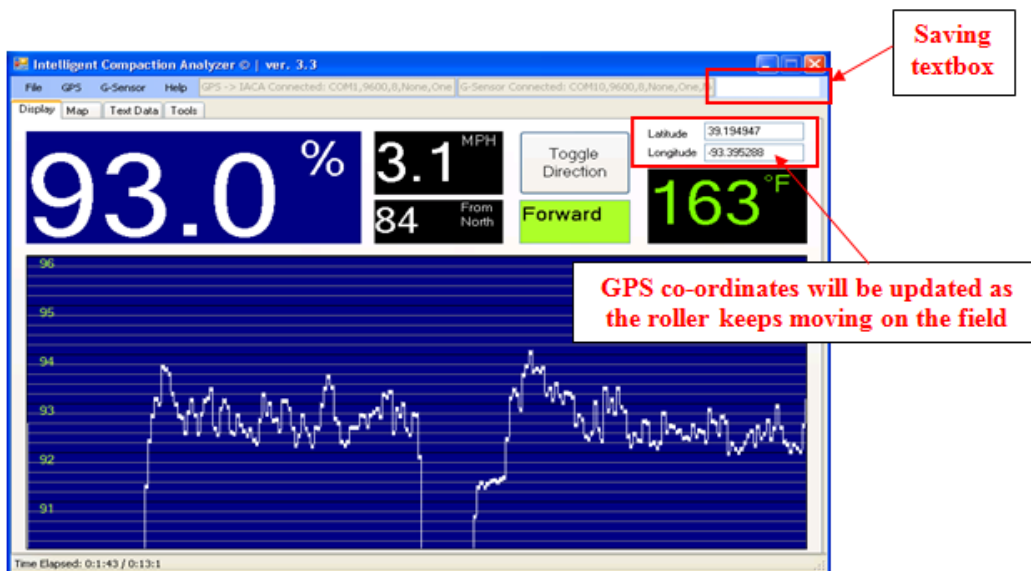 Saving
textbox
Intelligent Compaction Analyzer © | ver. 3.3
File GPS G-Sensor Help GPS -> IACA Connected: COM1,9600,8,None,One G-Sensor Connected: COM10,9600,8,None,One
Display Map Text Data Tools
93.0 %
3.1 MPH
84 From
North
Toggle
Direction
Forward
Latitude 39.194947
Longitude -93.395288
163 °F
GPS co-ordinates will be updated as
the roller keeps moving on the field
96
95
94
93
92
91
Time Elapsed: 0:1:43 / 0:13:1